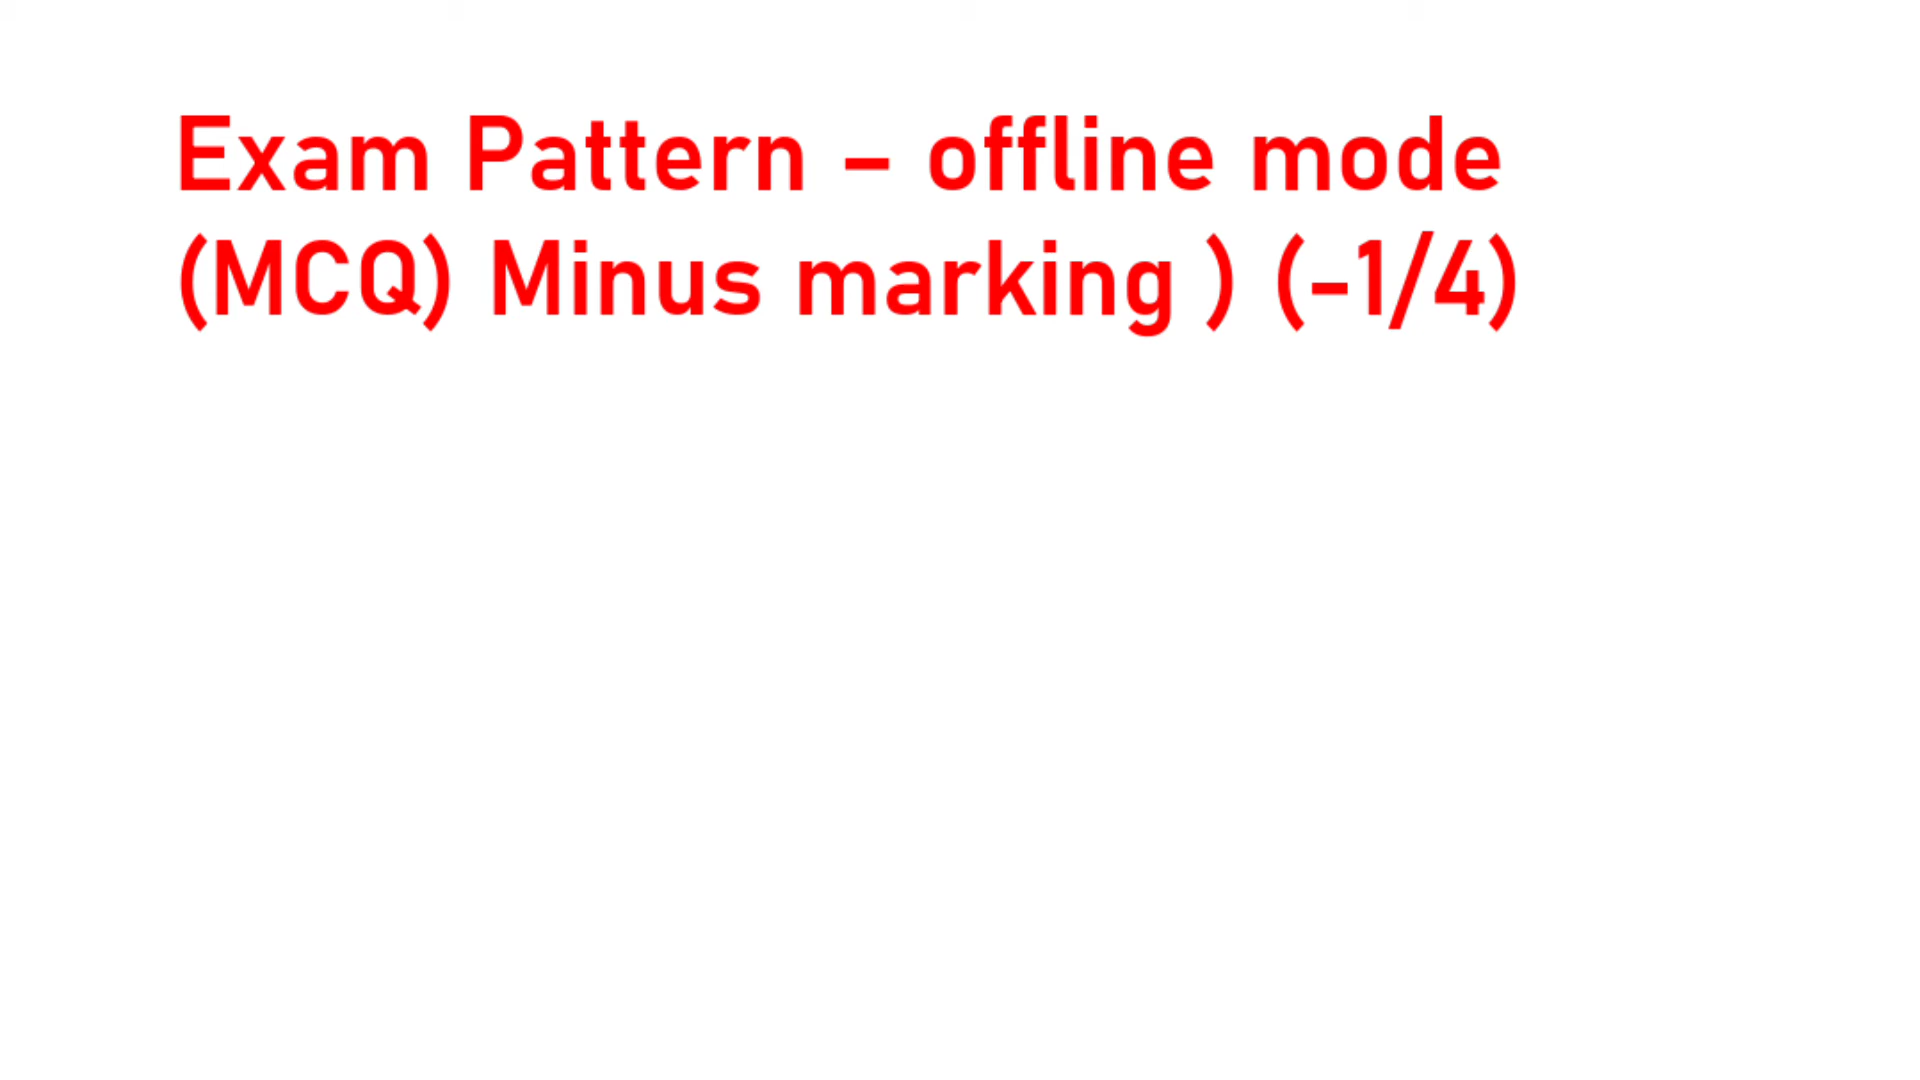 Exam Pattern – offline mode
(MCQ) Minus marking ) (-1/4)